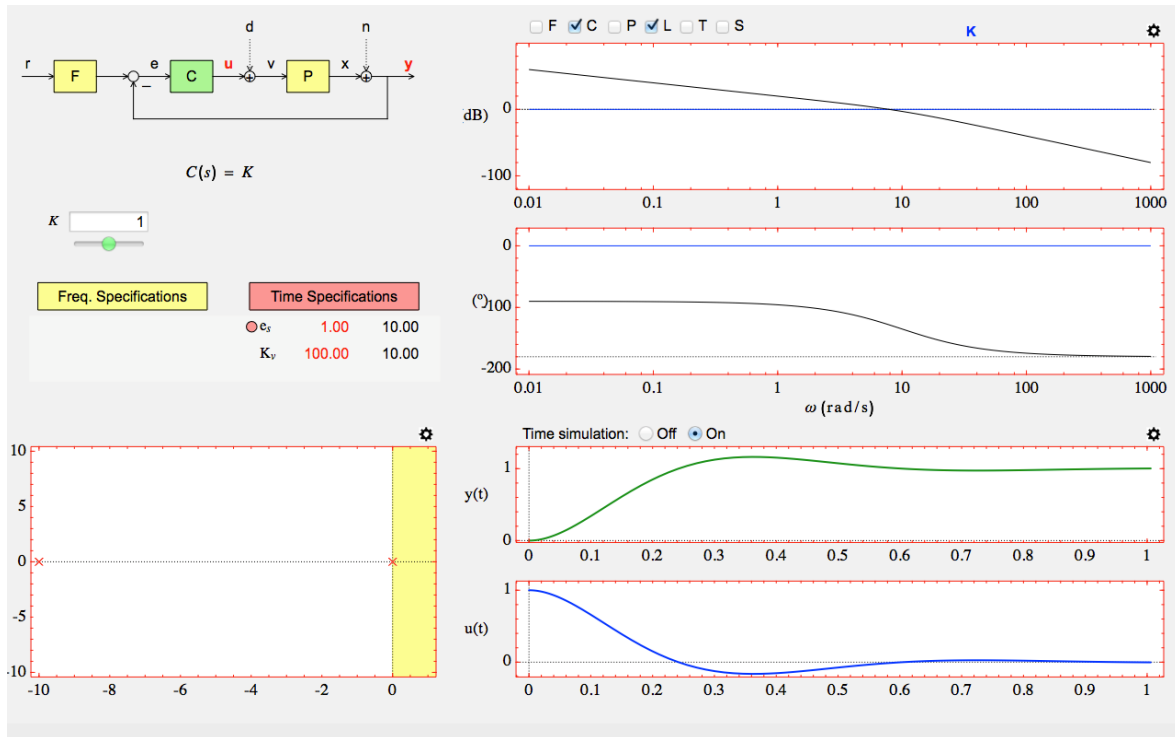 F C P L T S
K
d n
r F e C u v P x y
+ +
−
C(s) = K
K 1
Freq. Specifications Time Specifications
eₛ 1.00 10.00
Kᵥ 100.00 10.00
0
(dB)
-100
0.01 0.1 1 10 100 1000
ω
0
(º)
-100
-200
0.01 0.1 1 10 100 1000
ω (rad/s)
10
5
0
-5
-10
-10 -8 -6 -4 -2 0
Time simulation: Off On
1
y(t)
0
0 0.1 0.2 0.3 0.4 0.5 0.6 0.7 0.8 0.9 1
1
u(t)
0
0 0.1 0.2 0.3 0.4 0.5 0.6 0.7 0.8 0.9 1